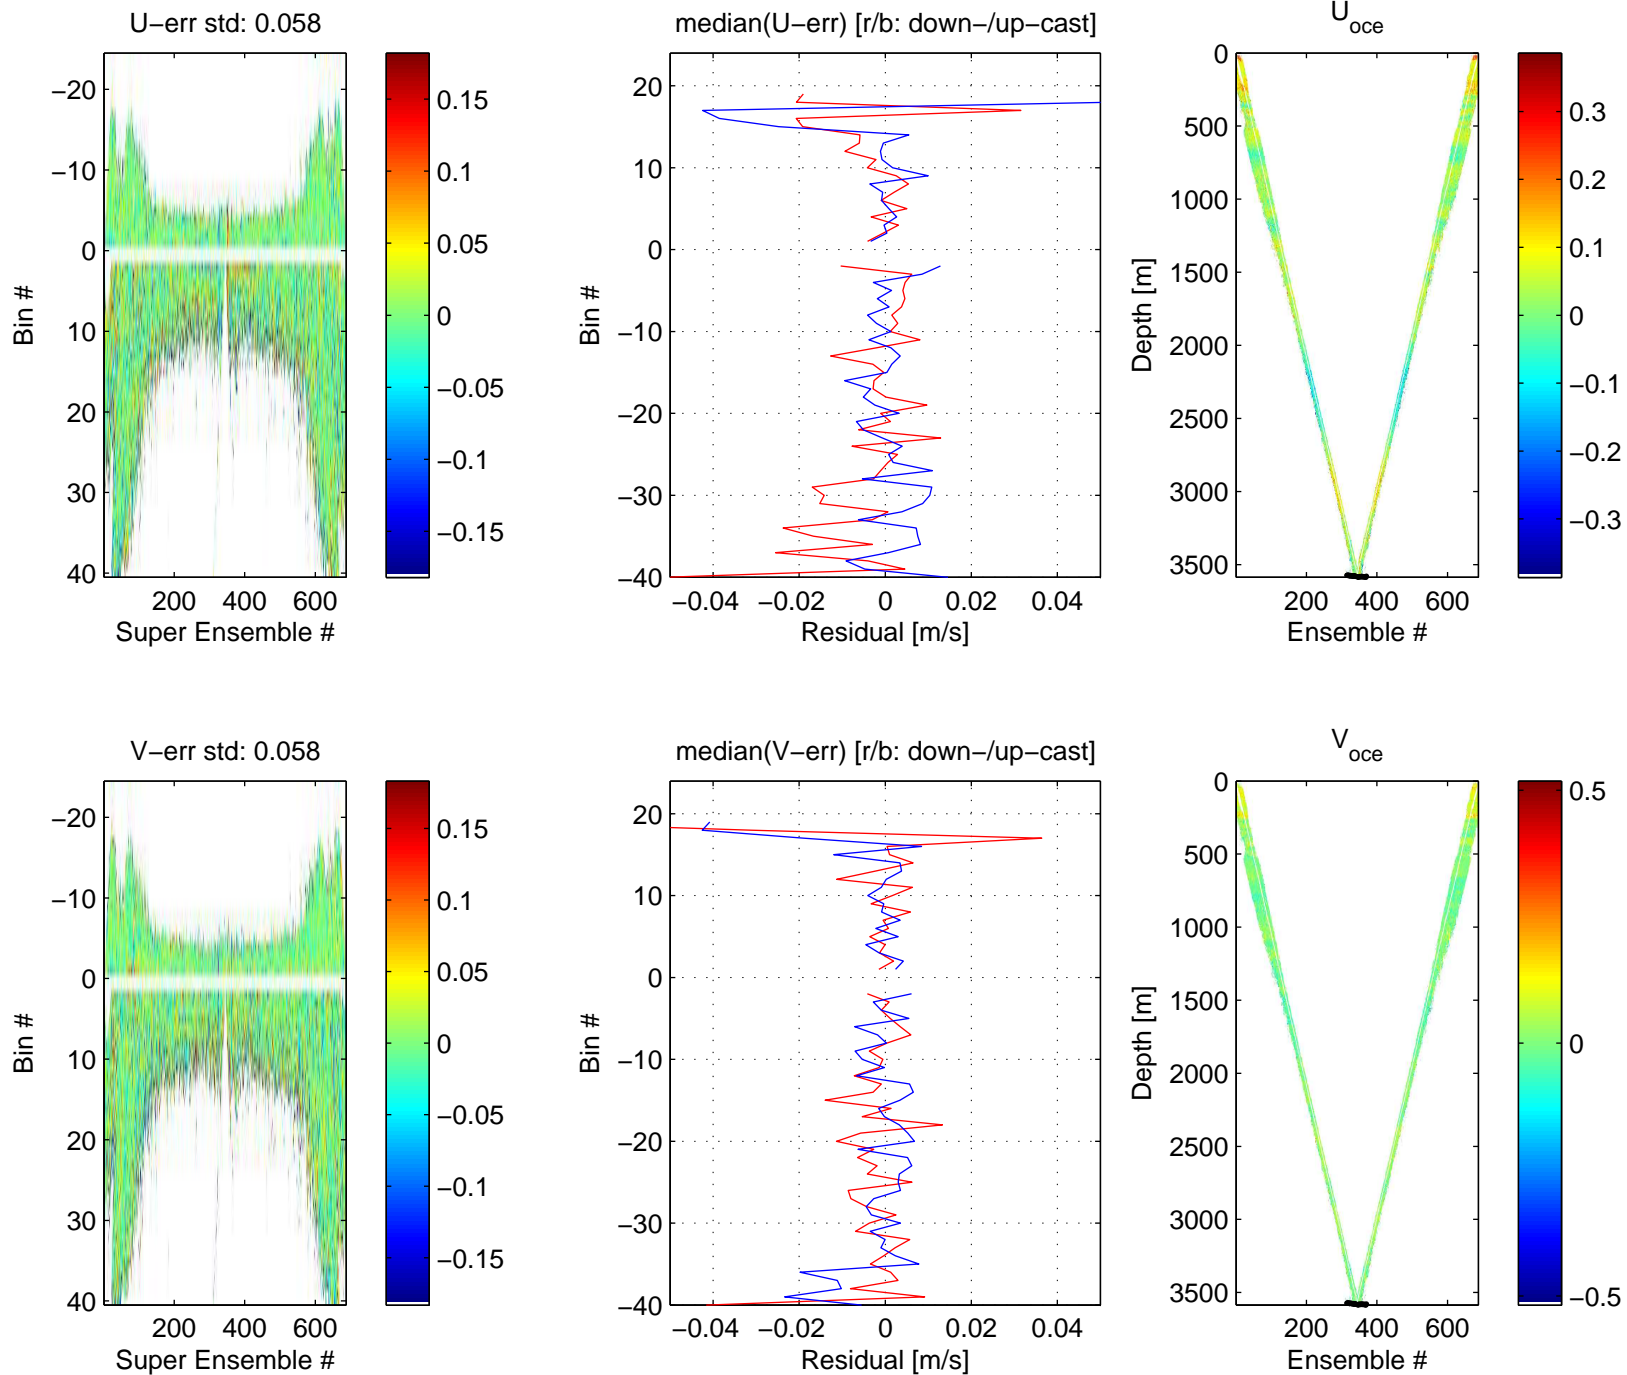 U−err std: 0.058
−20
−10
0
10
20
30
40
Bin #
200 400 600
Super Ensemble #
0.15
0.1
0.05
0
−0.05
−0.1
−0.15
median(U−err) [r/b: down−/up−cast]
20
10
0
−10
−20
−30
−40
Bin #
−0.04 −0.02 0 0.02 0.04
Residual [m/s]
U oce
0
500
1000
1500
2000
2500
3000
3500
Depth [m]
200 400 600
Ensemble #
0.3
0.2
0.1
0
−0.1
−0.2
−0.3
V−err std: 0.058
−20
−10
0
10
20
30
40
Bin #
200 400 600
Super Ensemble #
0.15
0.1
0.05
0
−0.05
−0.1
−0.15
median(V−err) [r/b: down−/up−cast]
20
10
0
−10
−20
−30
−40
Bin #
−0.04 −0.02 0 0.02 0.04
Residual [m/s]
V oce
0
500
1000
1500
2000
2500
3000
3500
Depth [m]
200 400 600
Ensemble #
0.5
0
−0.5